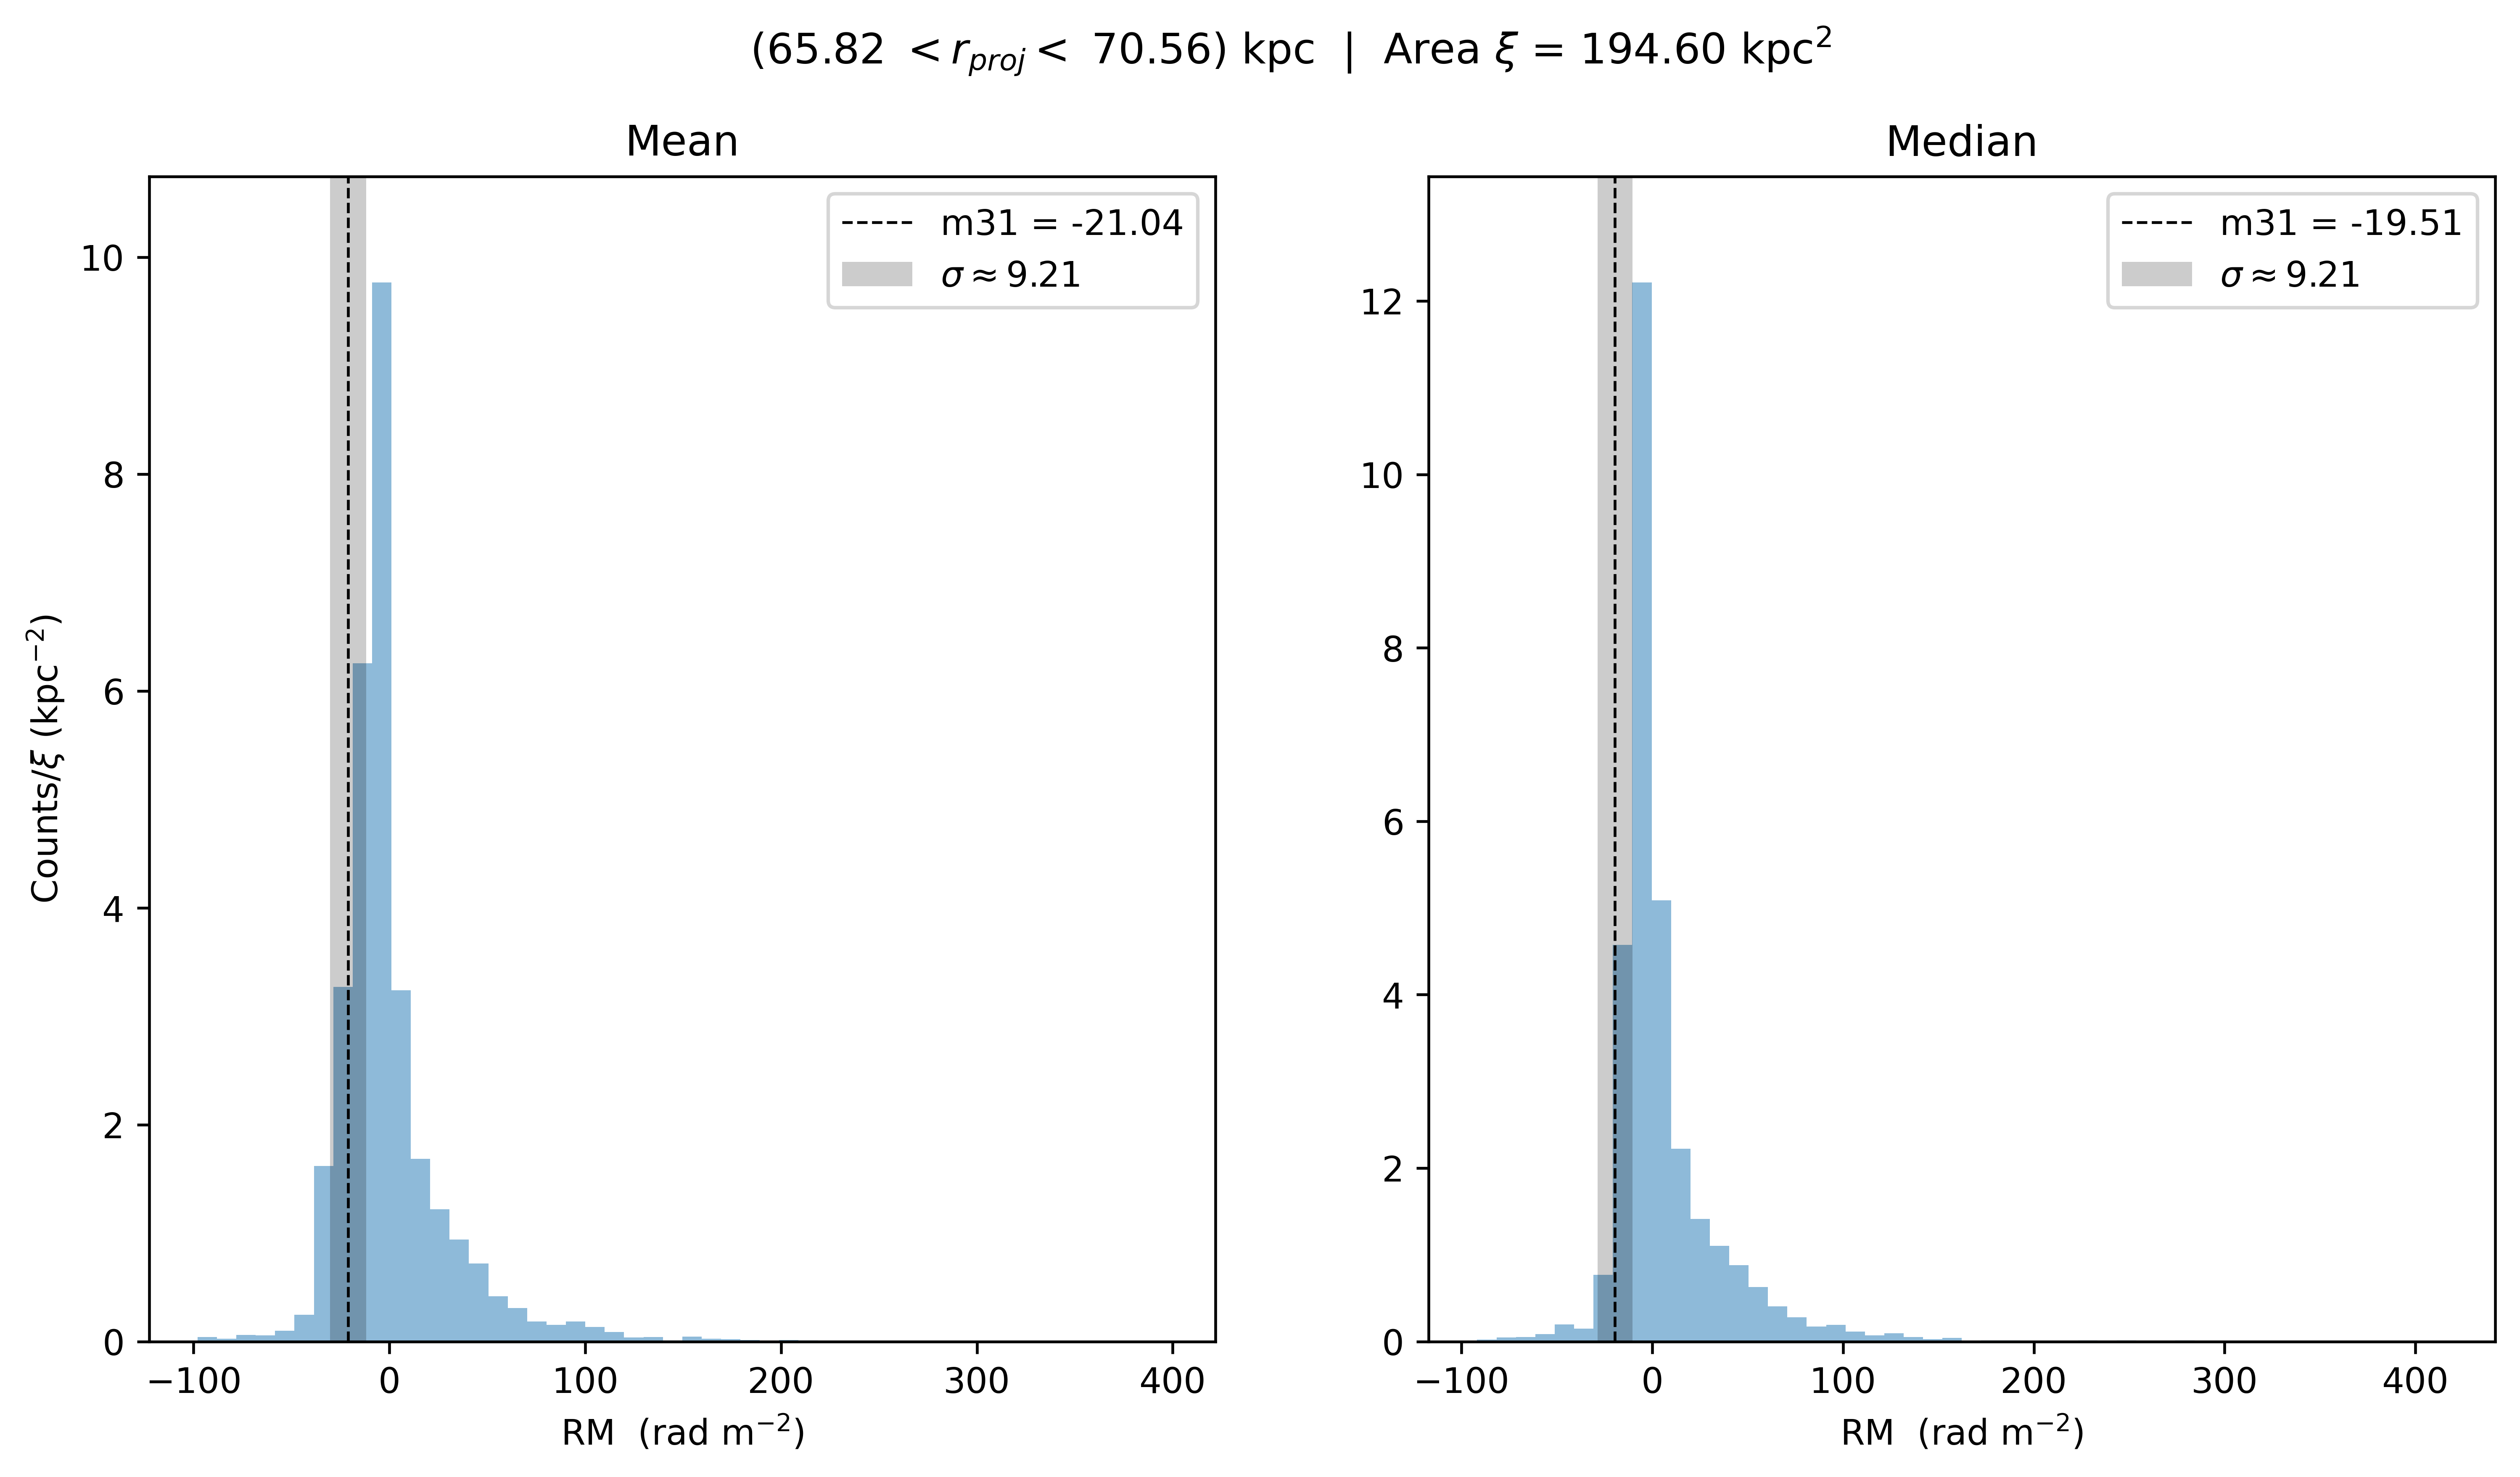 (65.82 < r_proj < 70.56) kpc | Area ξ = 194.60 kpc²
Mean
m31 = -21.04
σ ≈ 9.21
10
8
6
4
2
0
Counts/ξ (kpc⁻²)
−100 0 100 200 300 400
RM (rad m⁻²)
Median
m31 = -19.51
σ ≈ 9.21
12
10
8
6
4
2
0
−100 0 100 200 300 400
RM (rad m⁻²)